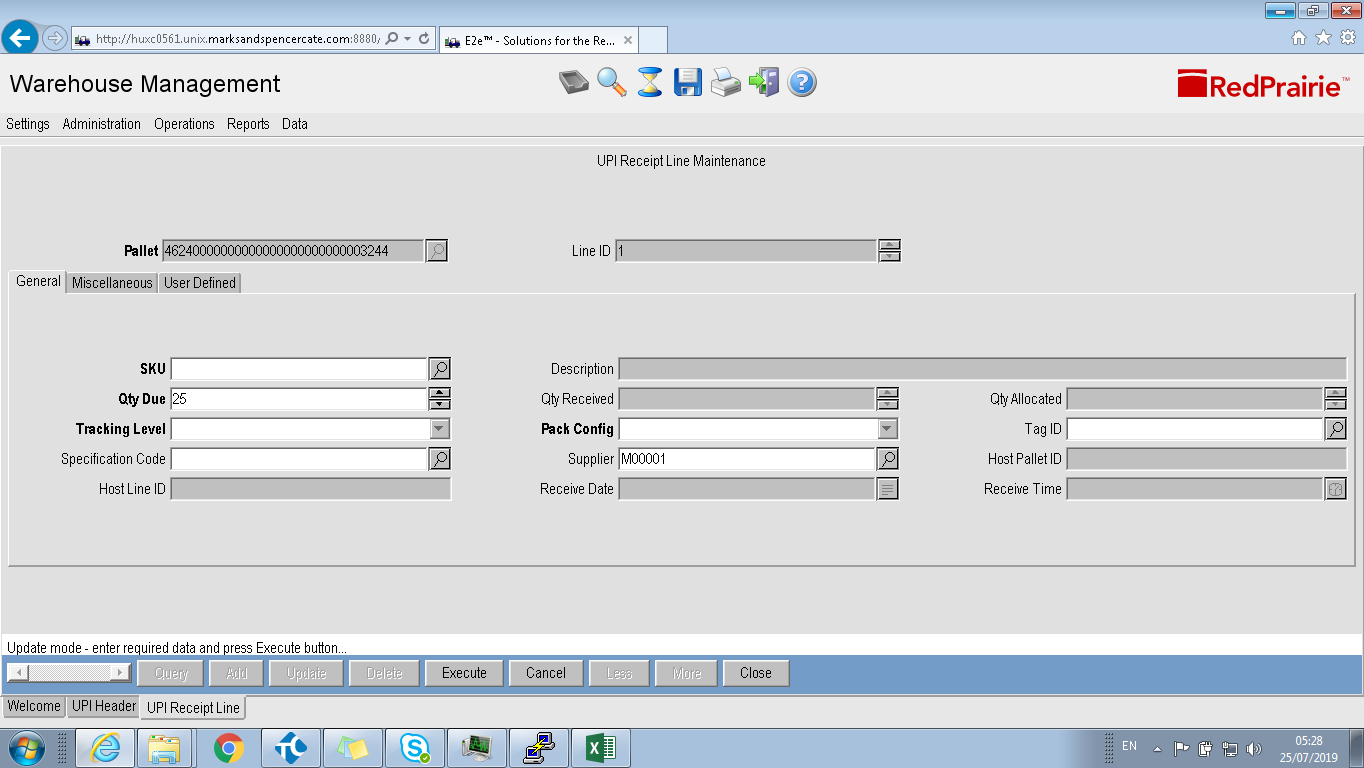 http://huxc0561.unix.marksandspencercate.com:8880/
E2e™ - Solutions for the Re...
Warehouse Management
RedPrairie™
Settings Administration Operations Reports Data
UPI Receipt Line Maintenance
Pallet 46240000000000000000000000003244 Line ID 1
General Miscellaneous User Defined
SKU Description
Qty Due 25 Qty Received Qty Allocated
Tracking Level Pack Config Tag ID
Specification Code Supplier M00001 Host Pallet ID
Host Line ID Receive Date Receive Time
Update mode - enter required data and press Execute button...
Query Add Update Delete Execute Cancel Less More Close
Welcome UPI Header UPI Receipt Line
EN 05:28
25/07/2019